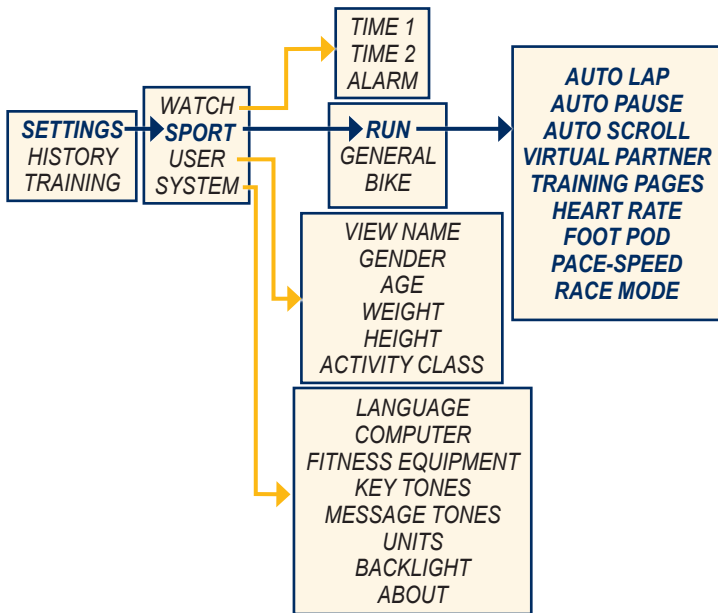 SETTINGS
HISTORY
TRAINING
WATCH
SPORT
USER
SYSTEM
TIME 1
TIME 2
ALARM
RUN
GENERAL
BIKE
AUTO LAP
AUTO PAUSE
AUTO SCROLL
VIRTUAL PARTNER
TRAINING PAGES
HEART RATE
FOOT POD
PACE-SPEED
RACE MODE
VIEW NAME
GENDER
AGE
WEIGHT
HEIGHT
ACTIVITY CLASS
LANGUAGE
COMPUTER
FITNESS EQUIPMENT
KEY TONES
MESSAGE TONES
UNITS
BACKLIGHT
ABOUT